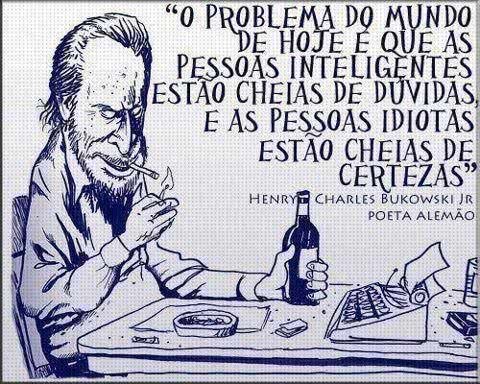 “O PROBLEMA DO MUNDO
DE HOJE É QUE AS
PESSOAS INTELIGENTES
ESTÃO CHEIAS DE DÚVIDAS,
E AS PESSOAS IDIOTAS
ESTÃO CHEIAS DE
CERTEZAS”
HENRY CHARLES BUKOWSKI JR
POETA ALEMÃO